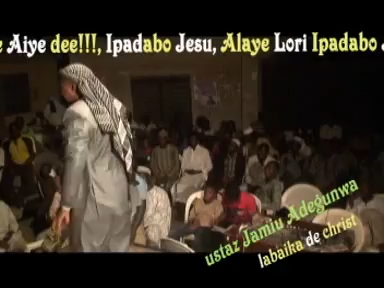 Aiye dee!!!, Ipadabo Jesu, Alaye Lori Ipadabo
ustaz Jamiu Adegunwa
labaika de christ